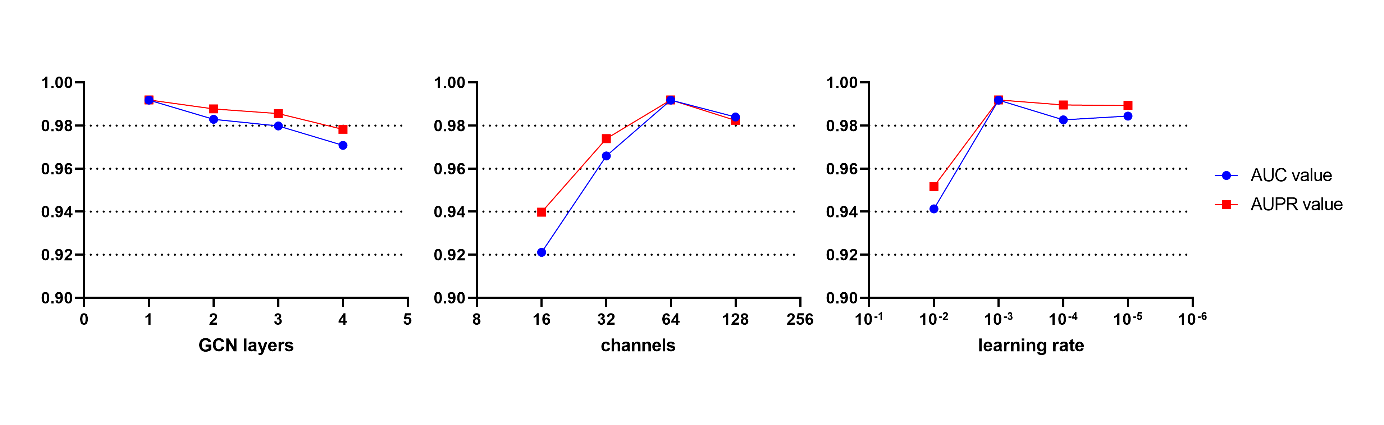 1.00
0.98
0.96
0.94
0.92
0.90
0 1 2 3 4 5
GCN layers
1.00
0.98
0.96
0.94
0.92
0.90
8 16 32 64 128 256
channels
1.00
0.98
0.96
0.94
0.92
0.90
10⁻¹ 10⁻² 10⁻³ 10⁻⁴ 10⁻⁵ 10⁻⁶
learning rate
AUC value
AUPR value